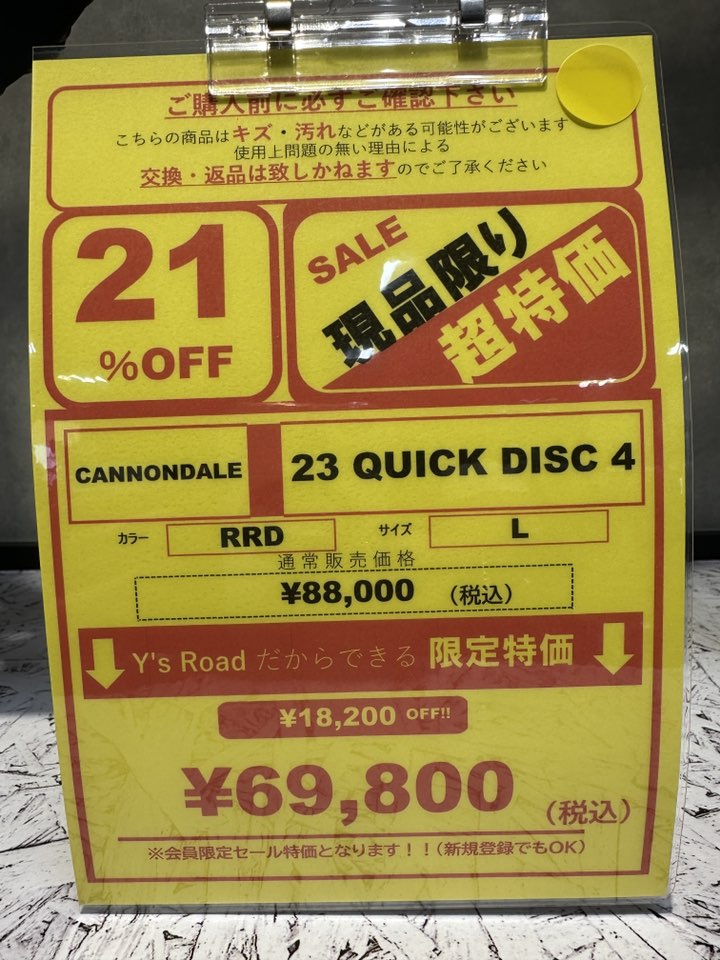 ご購入前に必ずご確認下さい
こちらの商品はキズ・汚れなどがある可能性がございます
使用上問題の無い理由による
交換・返品は致しかねますのでご了承ください
21
%OFF
SALE
現品限り
超特価
CANNONDALE
23 QUICK DISC 4
カラー RRD サイズ L
通常販売価格
¥88,000 (税込)
Y's Road だからできる 限定特価
¥18,200 OFF!!
¥69,800 (税込)
※会員限定セール特価となります！！(新規登録でもOK)